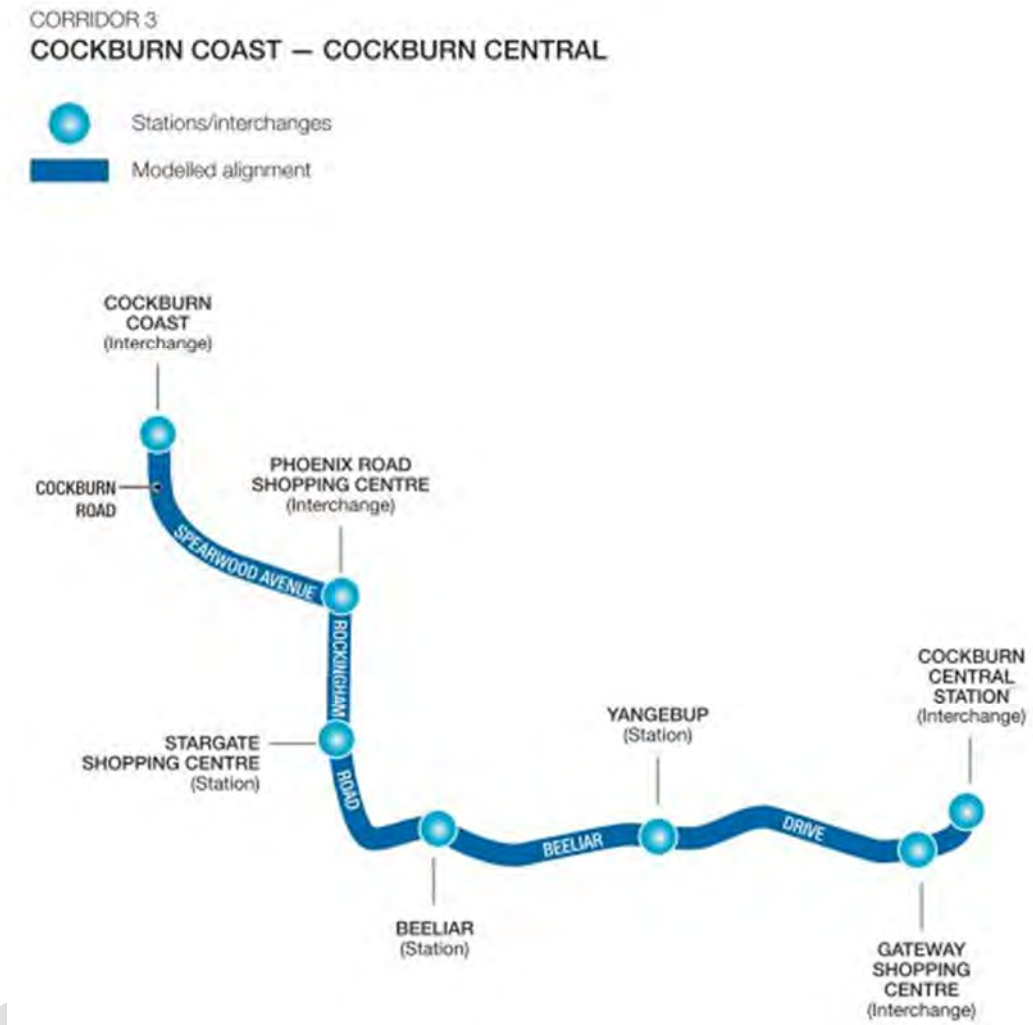 CORRIDOR 3
COCKBURN COAST — COCKBURN CENTRAL
Stations/interchanges
Modelled alignment
COCKBURN
COAST
(Interchange)
COCKBURN
ROAD
SPEARWOOD AVENUE
PHOENIX ROAD
SHOPPING CENTRE
(Interchange)
ROCKINGHAM
STARGATE
SHOPPING CENTRE
(Station)
ROAD
BEELIAR
(Station)
BEELIAR
YANGEBUP
(Station)
DRIVE
COCKBURN
CENTRAL
STATION
(Interchange)
GATEWAY
SHOPPING
CENTRE
(Interchange)